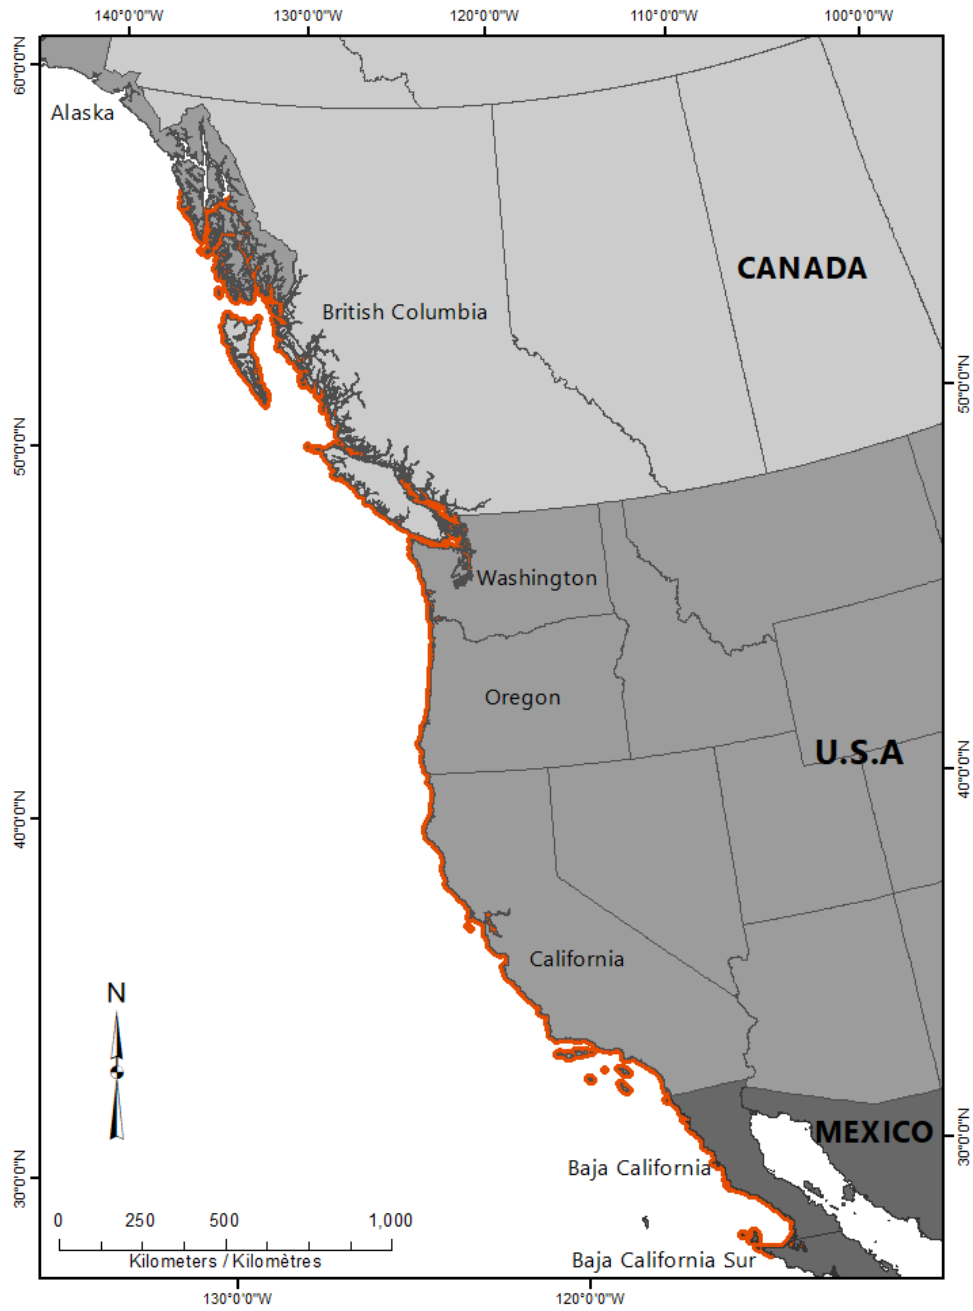 140°0'0"W 130°0'0"W 120°0'0"W 110°0'0"W 100°0'0"W
60°0'0"N
Alaska
CANADA
British Columbia
50°0'0"N
50°0'0"N
Washington
Oregon
U.S.A
40°0'0"N
40°0'0"N
California
N
MEXICO
30°0'0"N
Baja California
30°0'0"N
0 250 500 1,000
Kilometers / Kilomètres
Baja California Sur
130°0'0"W 120°0'0"W